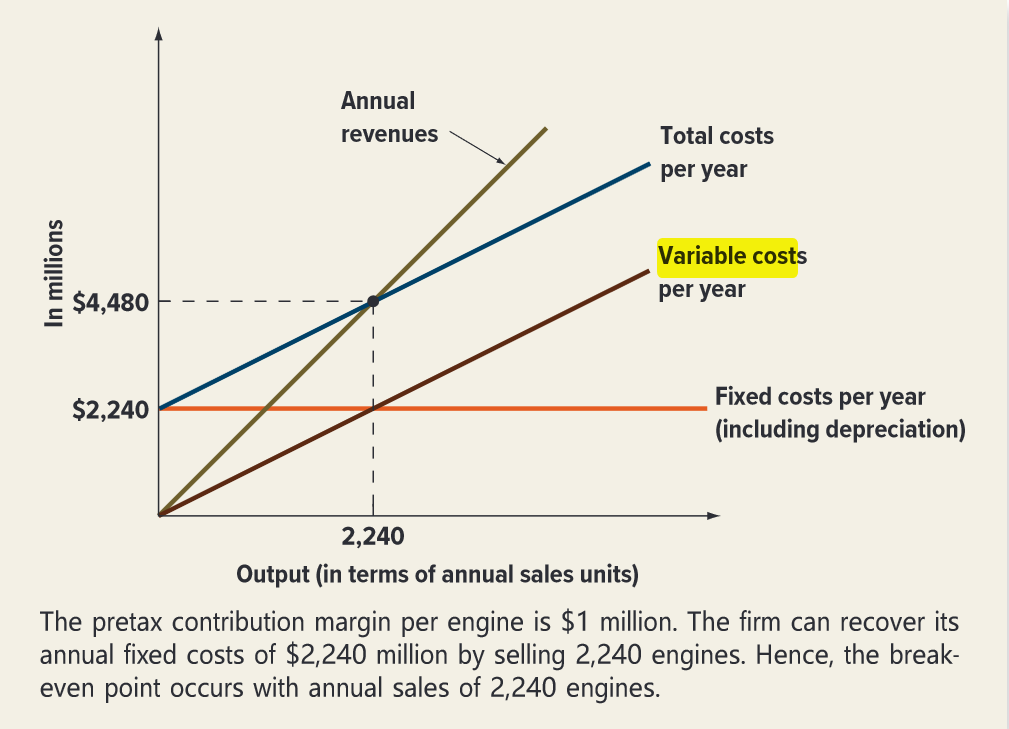 Annual
revenues
Total costs
per year
Variable costs
per year
In millions
$4,480
$2,240
Fixed costs per year
(including depreciation)
2,240
Output (in terms of annual sales units)
The pretax contribution margin per engine is $1 million. The firm can recover its
annual fixed costs of $2,240 million by selling 2,240 engines. Hence, the break-
even point occurs with annual sales of 2,240 engines.